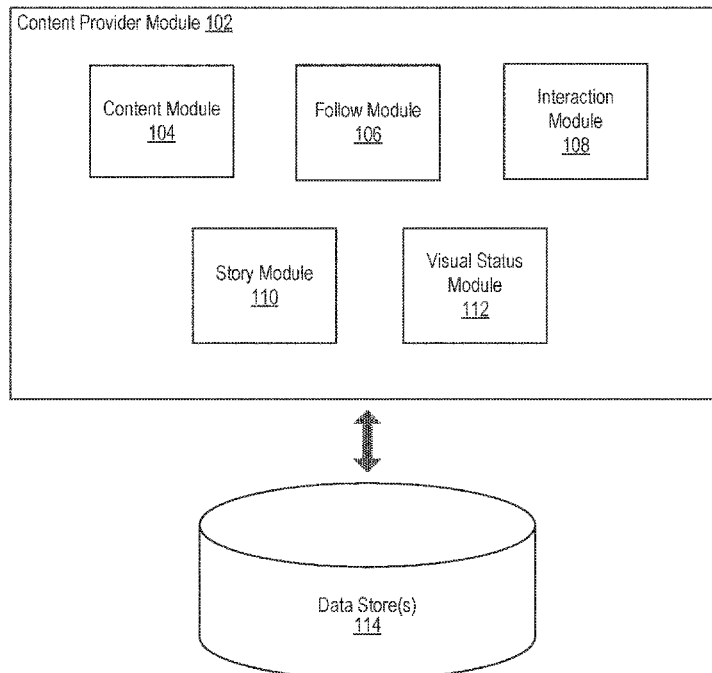 Content Provider Module 102
Content Module
104
Follow Module
106
Interaction
Module
108
Story Module
110
Visual Status
Module
112
Data Store(s)
114